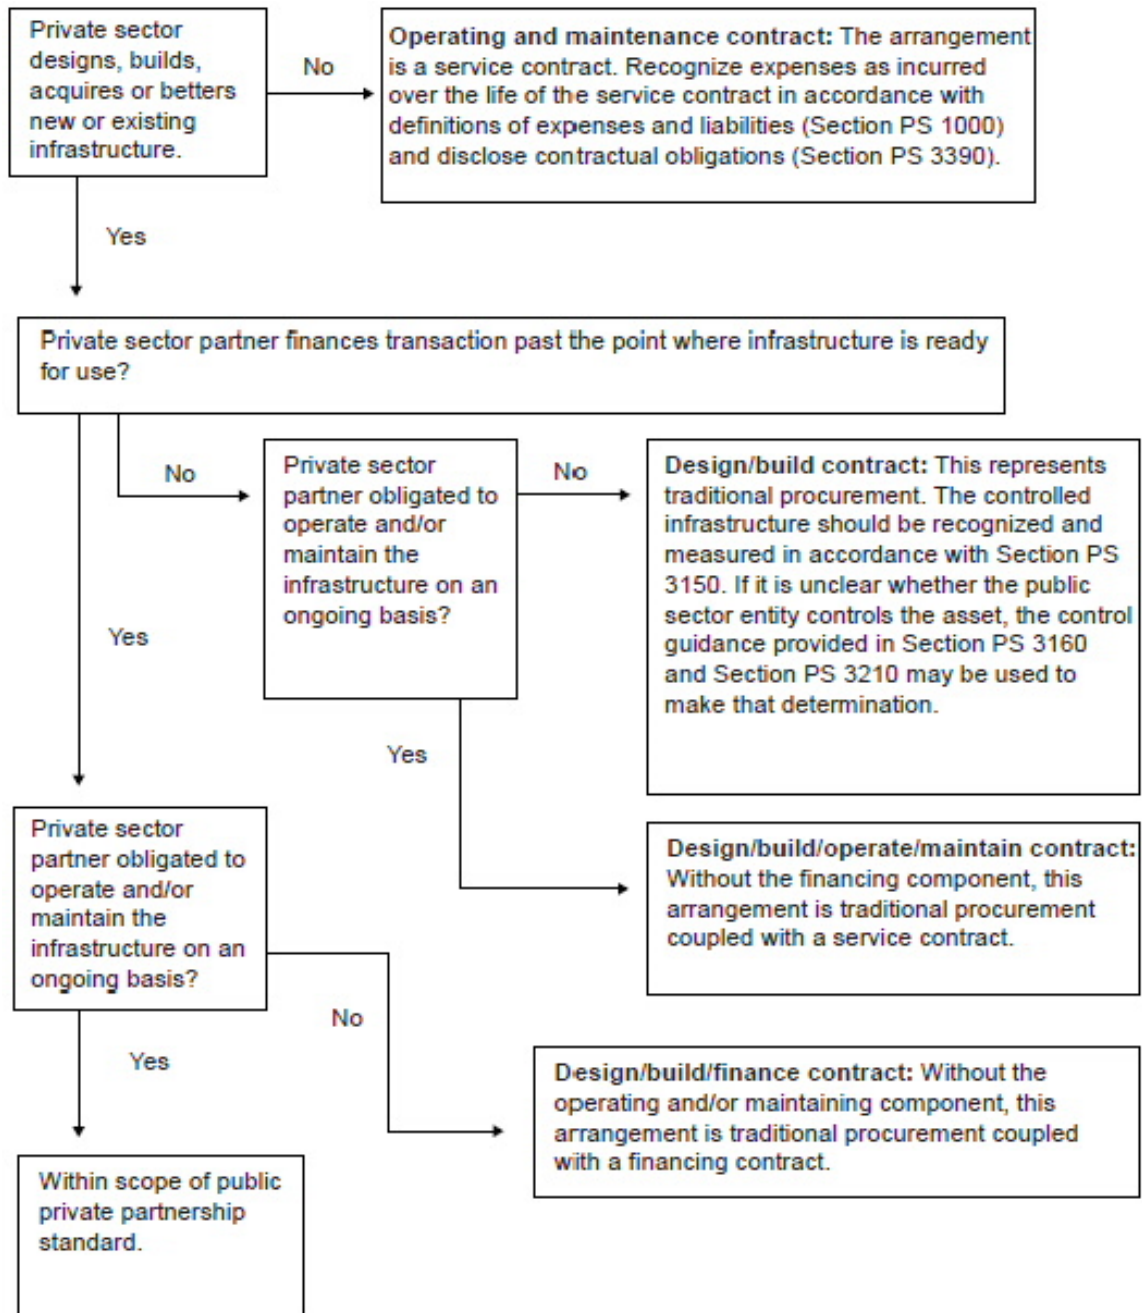 Private sector
designs, builds,
acquires or betters
new or existing
infrastructure.
No
Operating and maintenance contract: The arrangement
is a service contract. Recognize expenses as incurred
over the life of the service contract in accordance with
definitions of expenses and liabilities (Section PS 1000)
and disclose contractual obligations (Section PS 3390).
Yes
Private sector partner finances transaction past the point where infrastructure is ready
for use?
No
Private sector
partner obligated to
operate and/or
maintain the
infrastructure on an
ongoing basis?
No
Design/build contract: This represents
traditional procurement. The controlled
infrastructure should be recognized and
measured in accordance with Section PS
3150. If it is unclear whether the public
sector entity controls the asset, the control
guidance provided in Section PS 3160
and Section PS 3210 may be used to
make that determination.
Yes
Yes
Private sector
partner obligated to
operate and/or
maintain the
infrastructure on an
ongoing basis?
Design/build/operate/maintain contract:
Without the financing component, this
arrangement is traditional procurement
coupled with a service contract.
No
Yes
Design/build/finance contract: Without the
operating and/or maintaining component, this
arrangement is traditional procurement coupled
with a financing contract.
Within scope of public
private partnership
standard.